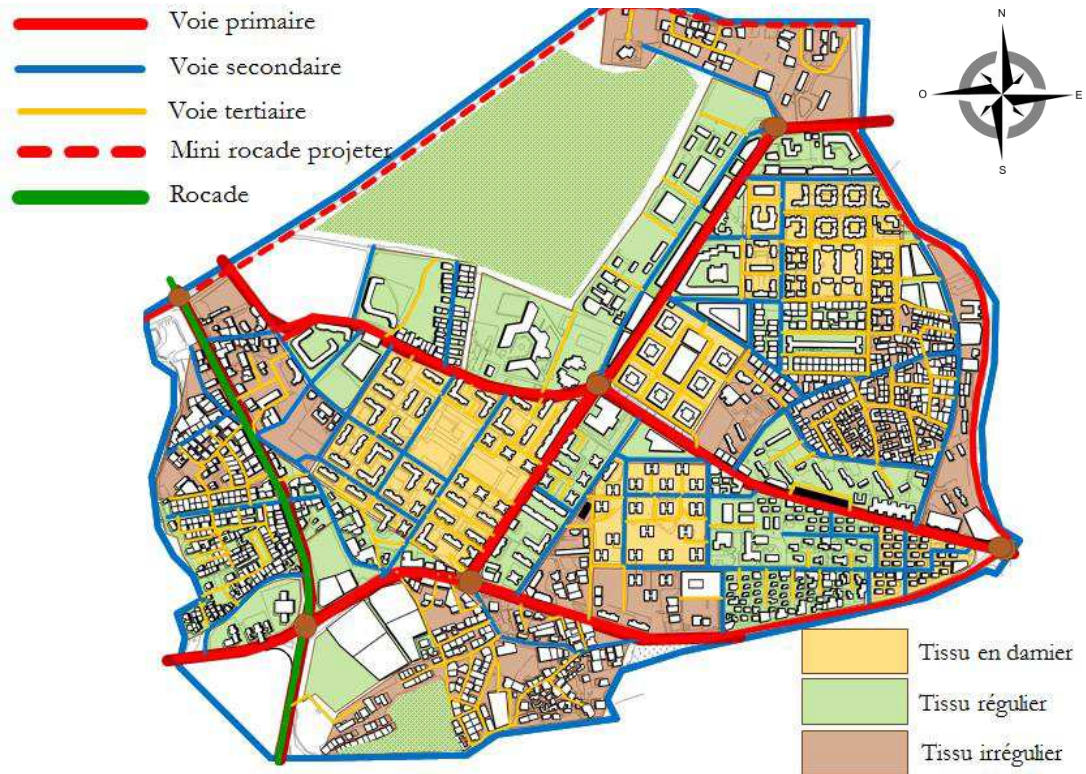 Voie primaire
Voie secondaire
Voie tertiaire
Mini rocade projeter
Rocade
N
O
E
S
Tissu en damier
Tissu régulier
Tissu irrégulier